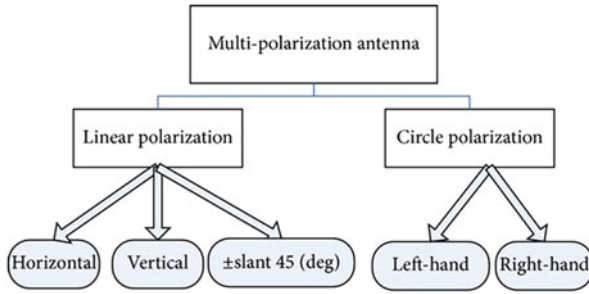 Multi-polarization antenna
Linear polarization
Circle polarization
Horizontal
Vertical
±slant 45 (deg)
Left-hand
Right-hand